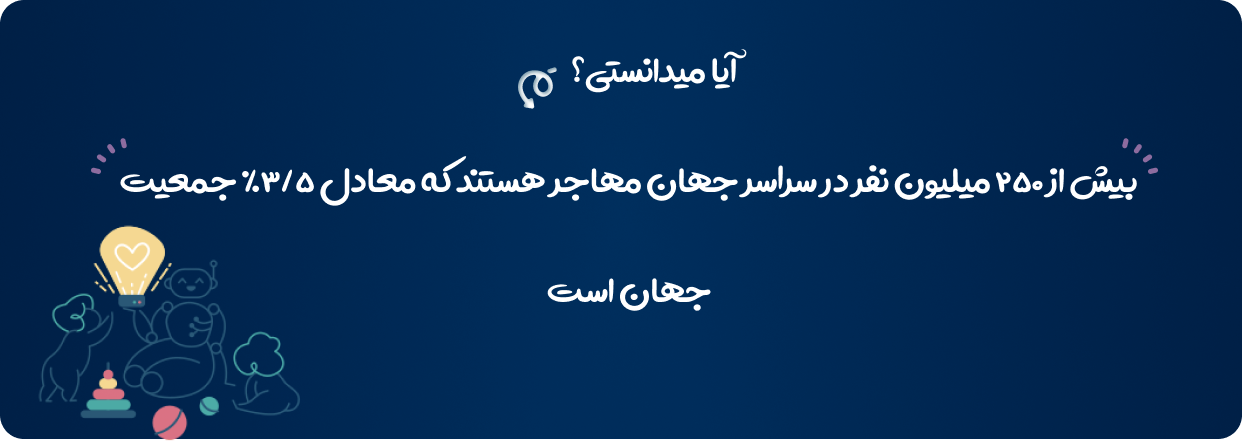 آیا میدانستی؟
بیش از ۲۵۰ میلیون نفر در سراسر جهان مهاجر هستند که معادل ۳/۵٪ جمعیت
جهان است